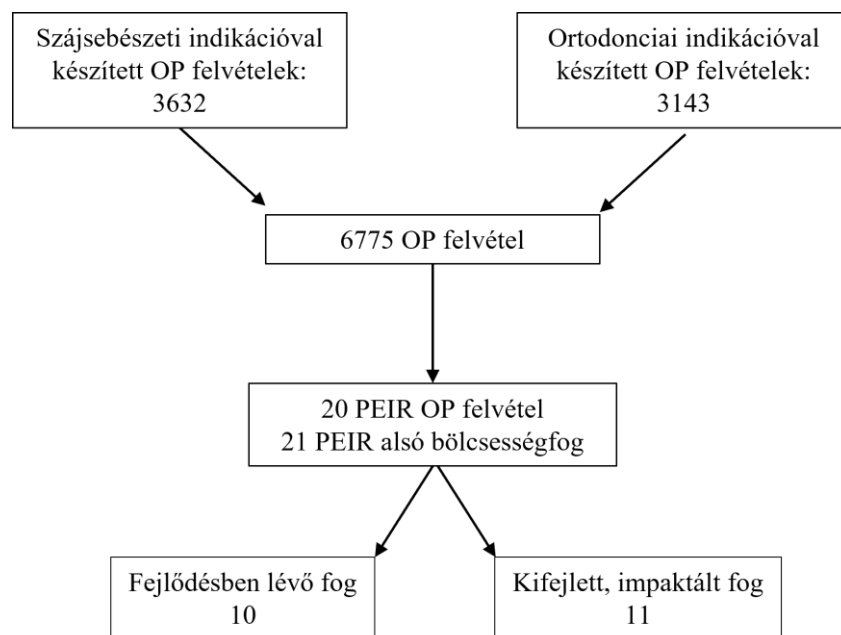 Szájsebészeti indikációval
készített OP felvételek:
3632
Ortodonciai indikációval
készített OP felvételek:
3143
6775 OP felvétel
20 PEIR OP felvétel
21 PEIR alsó bölcsességfog
Fejlődésben lévő fog
10
Kifejlett, impaktált fog
11